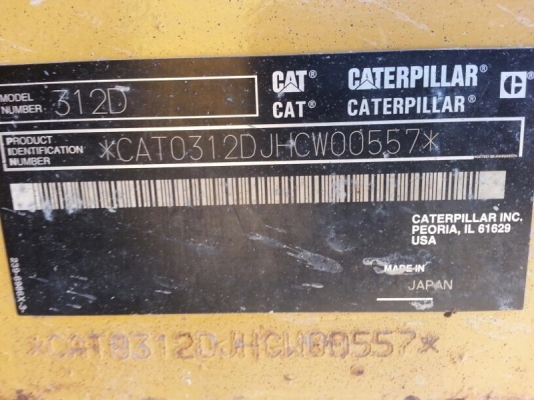 CAT® CATERPILLAR®
CAT® CATERPILLAR®
MODEL NUMBER 312D
PRODUCT IDENTIFICATION NUMBER *CAT0312DJHCW00557*
CATERPILLAR INC.
PEORIA, IL 61629
USA
MADE IN
JAPAN
*CAT0312DJHCW00557*